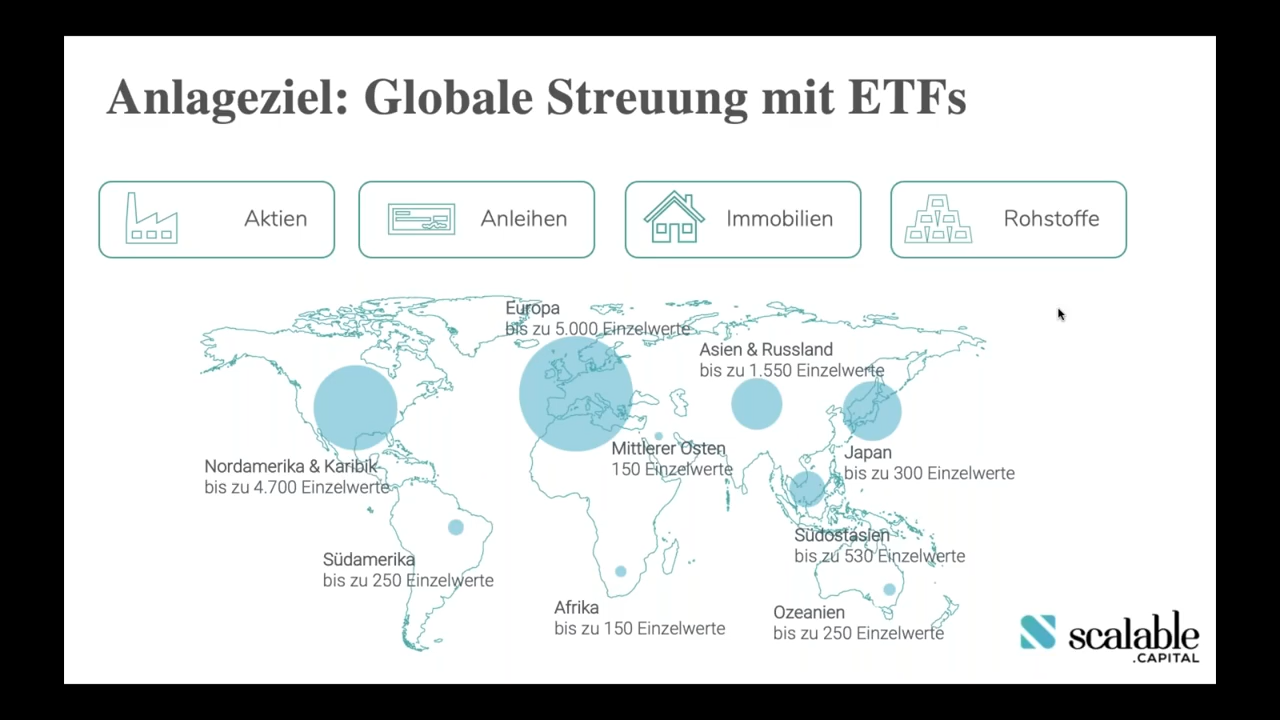 Anlageziel: Globale Streuung mit ETFs
Aktien
Anleihen
Immobilien
Rohstoffe
Europa
bis zu 5.000 Einzelwerte
Asien & Russland
bis zu 1.550 Einzelwerte
Mittlerer Osten
150 Einzelwerte
Japan
bis zu 300 Einzelwerte
Nordamerika & Karibik
bis zu 4.700 Einzelwerte
Südostasien
bis zu 530 Einzelwerte
Südamerika
bis zu 250 Einzelwerte
Afrika
bis zu 150 Einzelwerte
Ozeanien
bis zu 250 Einzelwerte
scalable
.CAPITAL